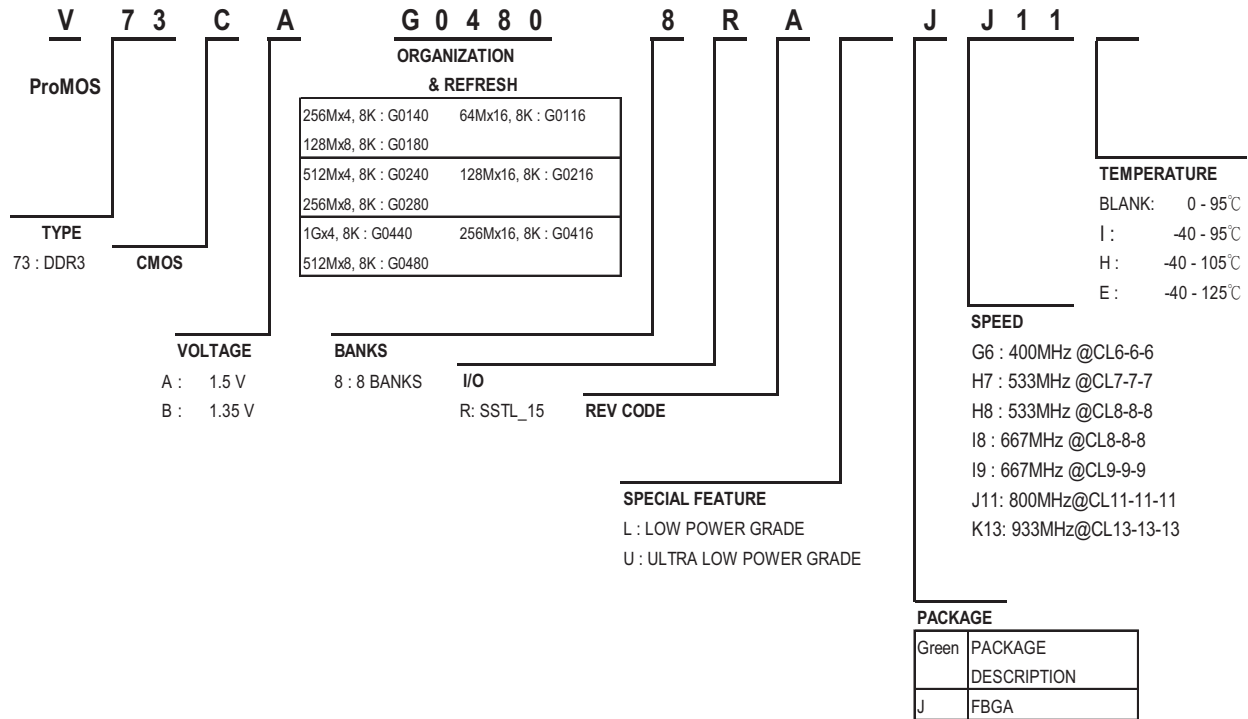 V 7 3 C A G 0 4 8 0 8 R A J J 1 1
ORGANIZATION
& REFRESH
ProMOS
256Mx4, 8K : G0140 64Mx16, 8K : G0116
128Mx8, 8K : G0180
512Mx4, 8K : G0240 128Mx16, 8K : G0216
256Mx8, 8K : G0280
1Gx4, 8K : G0440 256Mx16, 8K : G0416
512Mx8, 8K : G0480
TYPE
73 : DDR3
CMOS
TEMPERATURE
BLANK: 0 - 95℃
I : -40 - 95℃
H : -40 - 105℃
E : -40 - 125℃
VOLTAGE
A : 1.5 V
B : 1.35 V
BANKS
8 : 8 BANKS
I/O
R: SSTL_15
REV CODE
SPEED
G6 : 400MHz @CL6-6-6
H7 : 533MHz @CL7-7-7
H8 : 533MHz @CL8-8-8
I8 : 667MHz @CL8-8-8
I9 : 667MHz @CL9-9-9
J11: 800MHz@CL11-11-11
K13: 933MHz@CL13-13-13
SPECIAL FEATURE
L : LOW POWER GRADE
U : ULTRA LOW POWER GRADE
PACKAGE
Green PACKAGE
DESCRIPTION
J FBGA